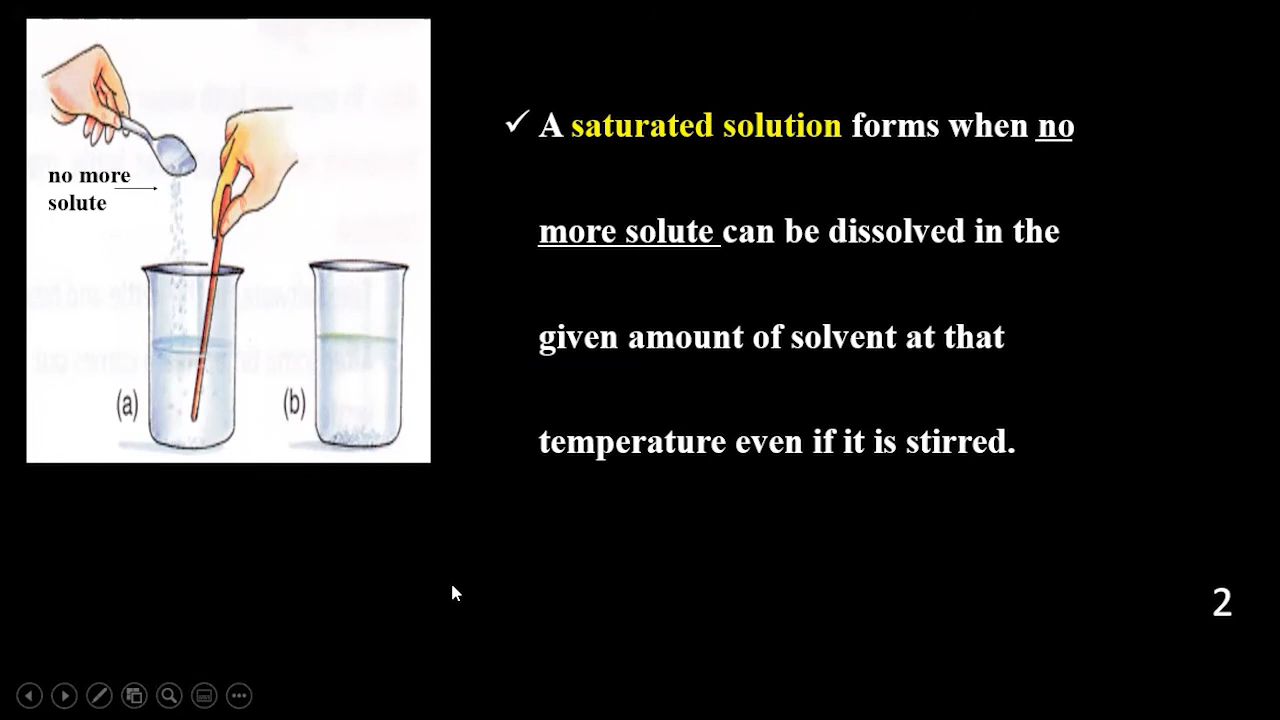 no more
solute
(a)
(b)
✓ A saturated solution forms when no
more solute can be dissolved in the
given amount of solvent at that
temperature even if it is stirred.
2